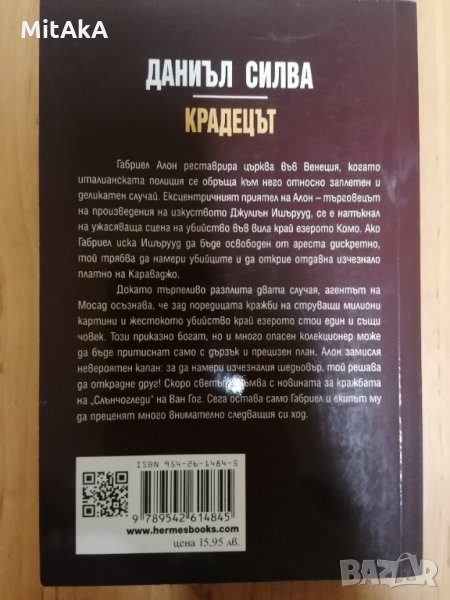 MitAkA
ДАНИЪЛ СИЛВА
КРАДЕЦЪТ
Габриел Алон реставрира църква във Венеция, когато
италианската полиция се обръща към него относно заплетен и
деликатен случай. Ексцентричният приятел на Алон – търговецът
на произведения на изкуството Джулиън Ишърууд, се е натъкнал
на ужасяваща сцена на убийство във вила край езерото Комо. Ако
Габриел иска Ишърууд да бъде освободен от ареста дискретно,
той трябва да намери убийците и да открие отдавна изчезнало
платно на Караваджо.
Докато търпеливо разплита двата случая, агентът на
Мосад осъзнава, че зад поредицата кражби на струващи милиони
картини и жестокото убийство край езерото стои един и същи
човек. Този приказно богат, но и много опасен колекционер може
да бъде притиснат само с дързък и прецизен план. Алон замисля
невероятен капан: за да намери изчезналия шедьовър, той решава
да открадне друг! Скоро светът с новината за кражбата
на „Слънчогледи" на Ван Гог. Сега остава само Габриел и екипът му
да преценят много внимателно следващия си ход.
ISBN 954-26-1484-5
9 789542 614845
www.hermesbooks.com
цена 15,95 лв.
BAZAR